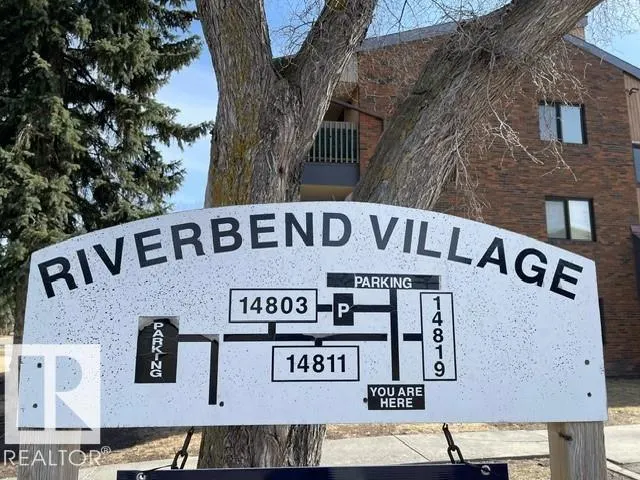 RIVERBEND VILLAGE
PARKING
14803
P
14819
PARKING
14811
YOU ARE
HERE
R
REALTOR®